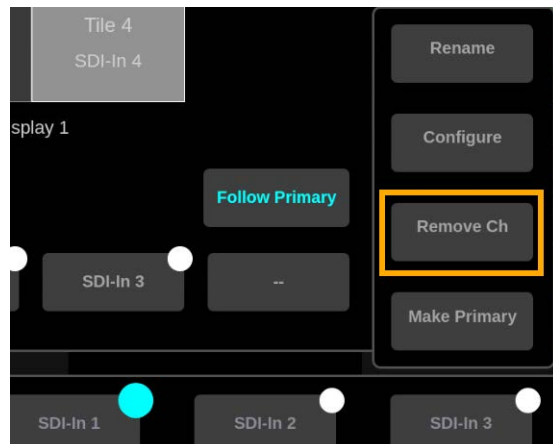 Tile 4
SDI-In 4
splay 1
Follow Primary
SDI-In 3
--
Rename
Configure
Remove Ch
Make Primary
SDI-In 1
SDI-In 2
SDI-In 3